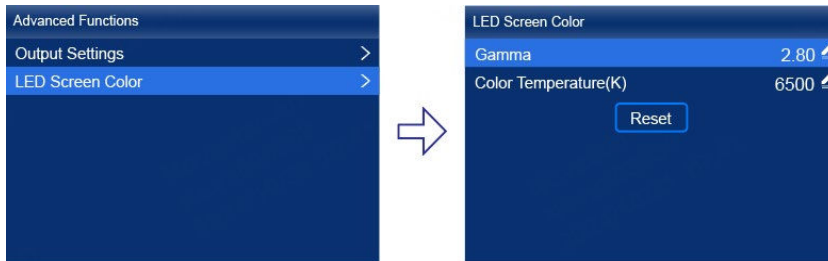 Advanced Functions
Output Settings
LED Screen Color
LED Screen Color
Gamma 2.80
Color Temperature(K) 6500
Reset